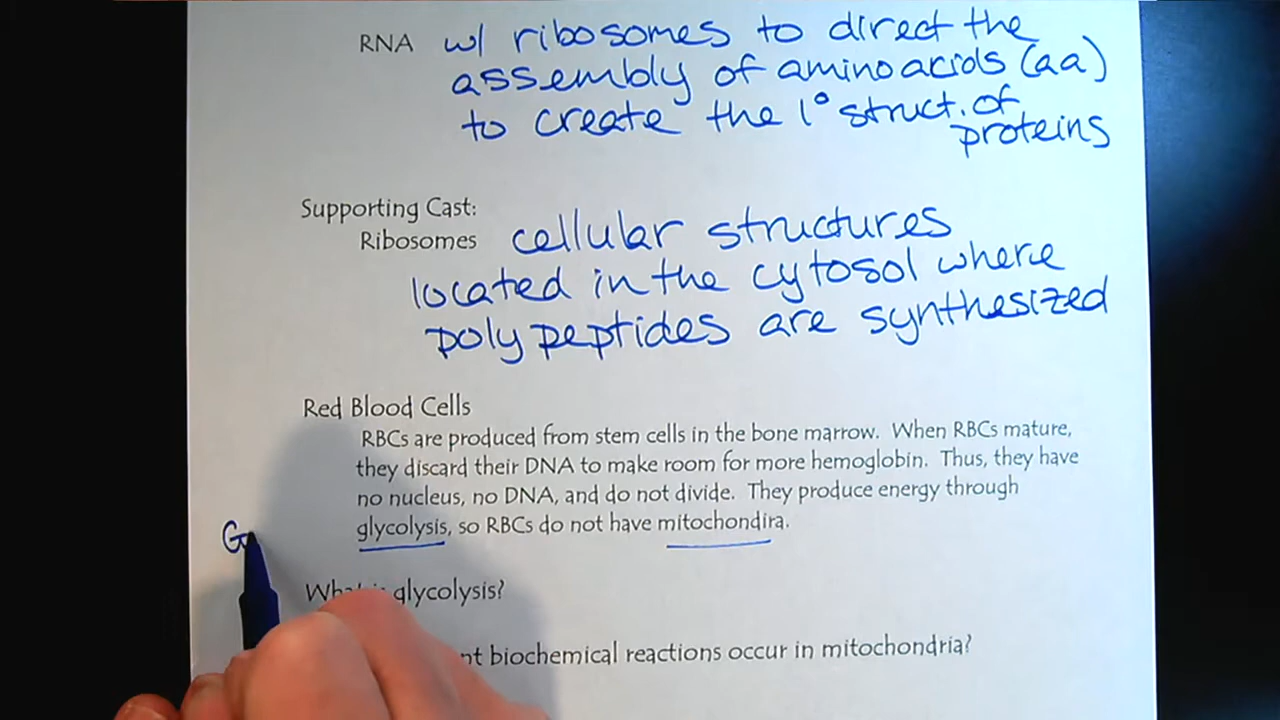 RNA w/ ribosomes to direct the
assembly of amino acids (aa)
to create the 1° struct. of
proteins
Supporting Cast:
Ribosomes cellular structures
located in the cytosol where
polypeptides are synthesized
Red Blood Cells
RBCs are produced from stem cells in the bone marrow. When RBCs mature,
they discard their DNA to make room for more hemoglobin. Thus, they have
no nucleus, no DNA, and do not divide. They produce energy through
glycolysis, so RBCs do not have mitochondira.
glycolysis?
biochemical reactions occur in mitochondria?